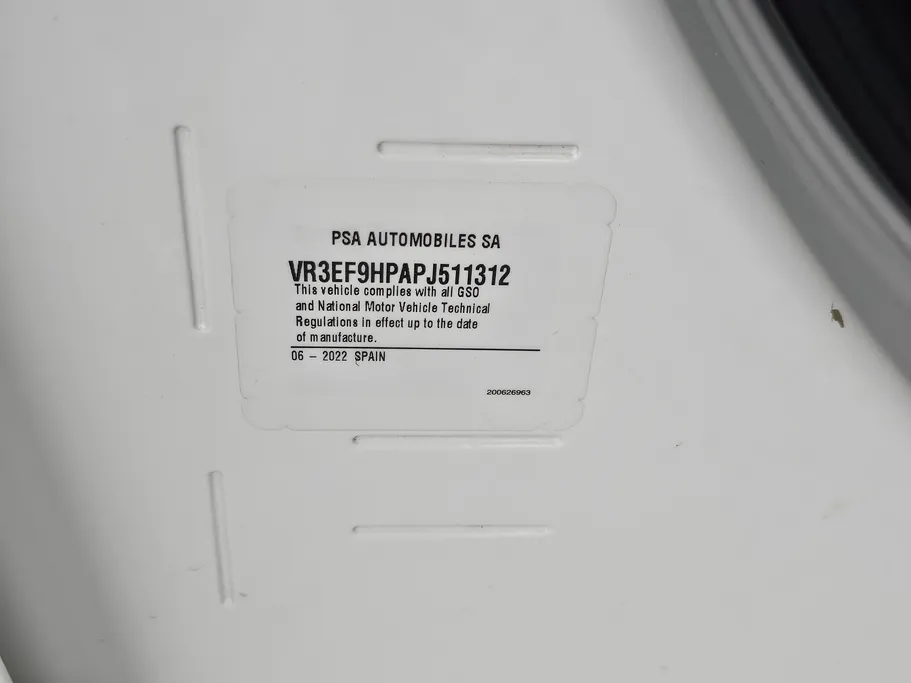 PSA AUTOMOBILES SA
VR3EF9HPAPJ511312
This vehicle complies with all GSO
and National Motor Vehicle Technical
Regulations in effect up to the date
of manufacture.
06 – 2022 SPAIN
200626963